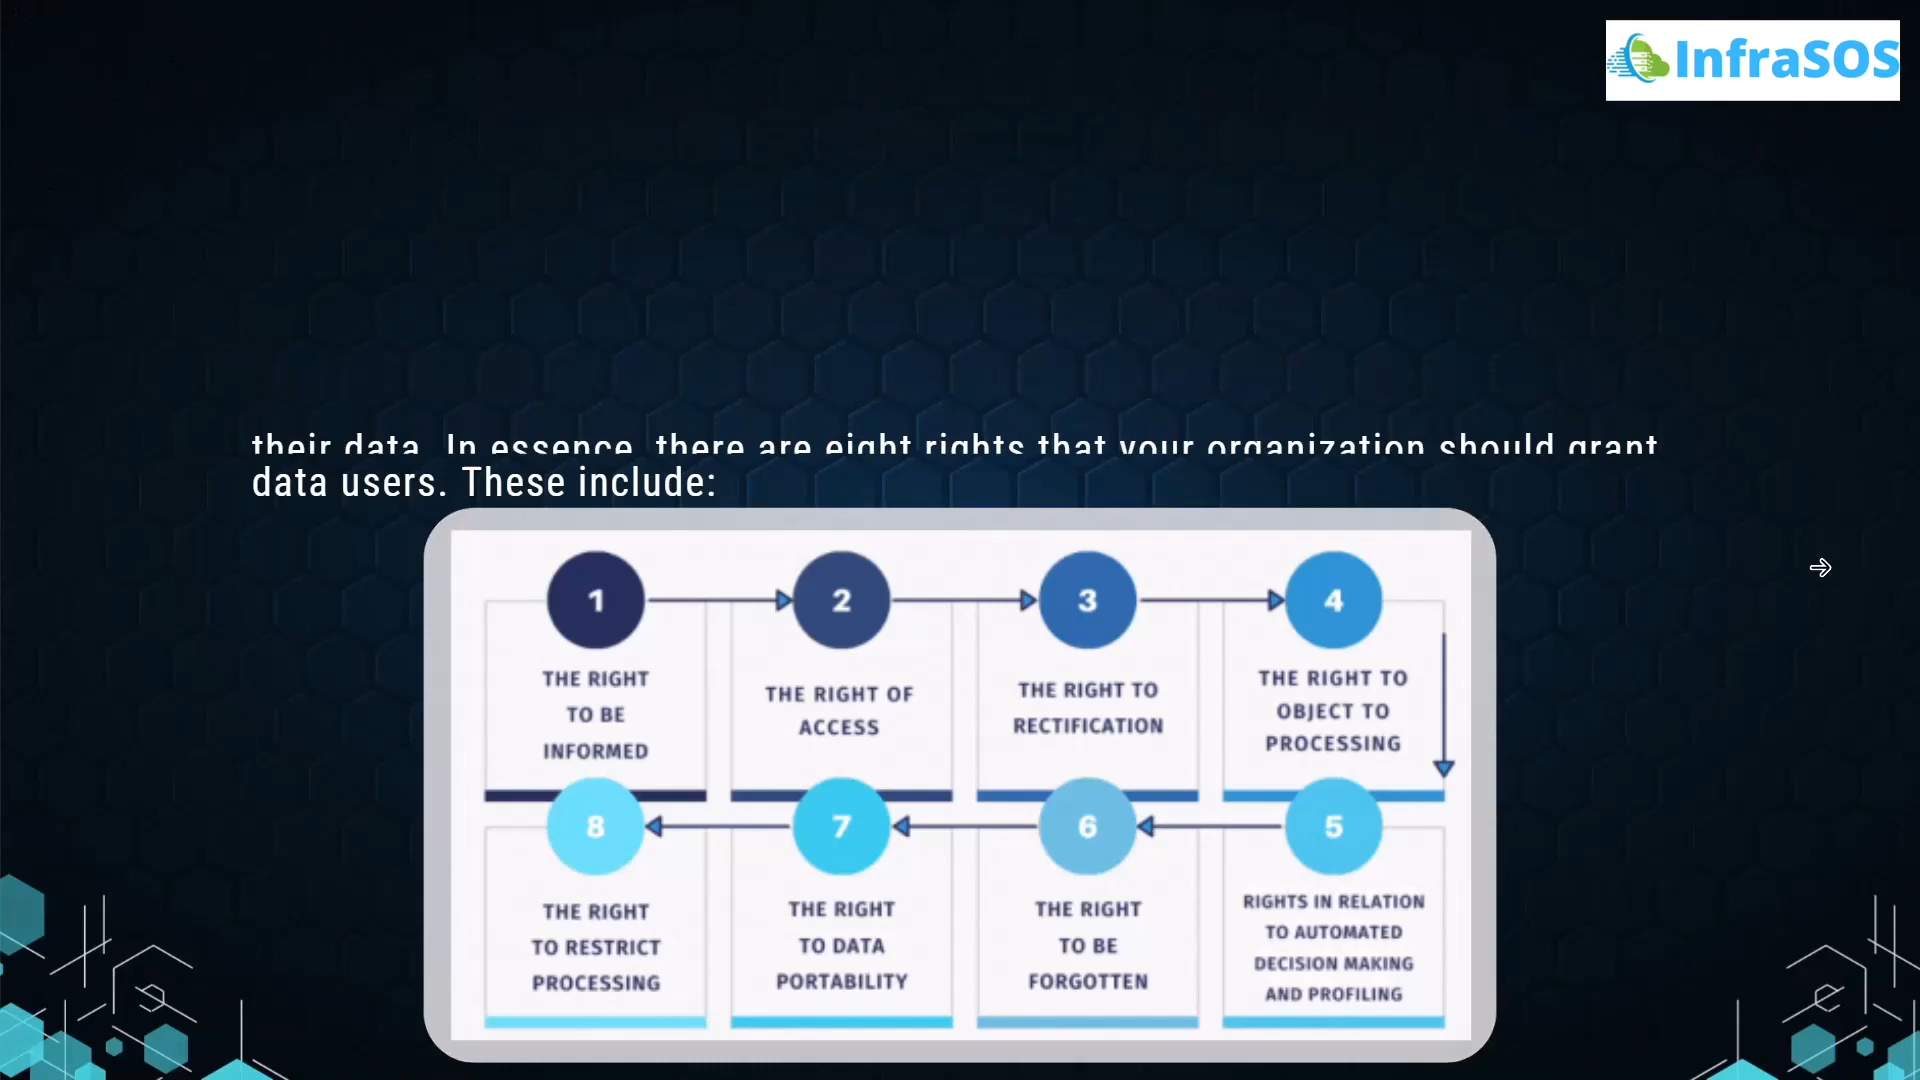 InfraSOS
their data. In essence, there are eight rights that your organization should grant
data users. These include:
1
2
3
4
THE RIGHT
TO BE
INFORMED
THE RIGHT OF
ACCESS
THE RIGHT TO
RECTIFICATION
THE RIGHT TO
OBJECT TO
PROCESSING
8
7
6
5
THE RIGHT
TO RESTRICT
PROCESSING
THE RIGHT
TO DATA
PORTABILITY
THE RIGHT
TO BE
FORGOTTEN
RIGHTS IN RELATION
TO AUTOMATED
DECISION MAKING
AND PROFILING